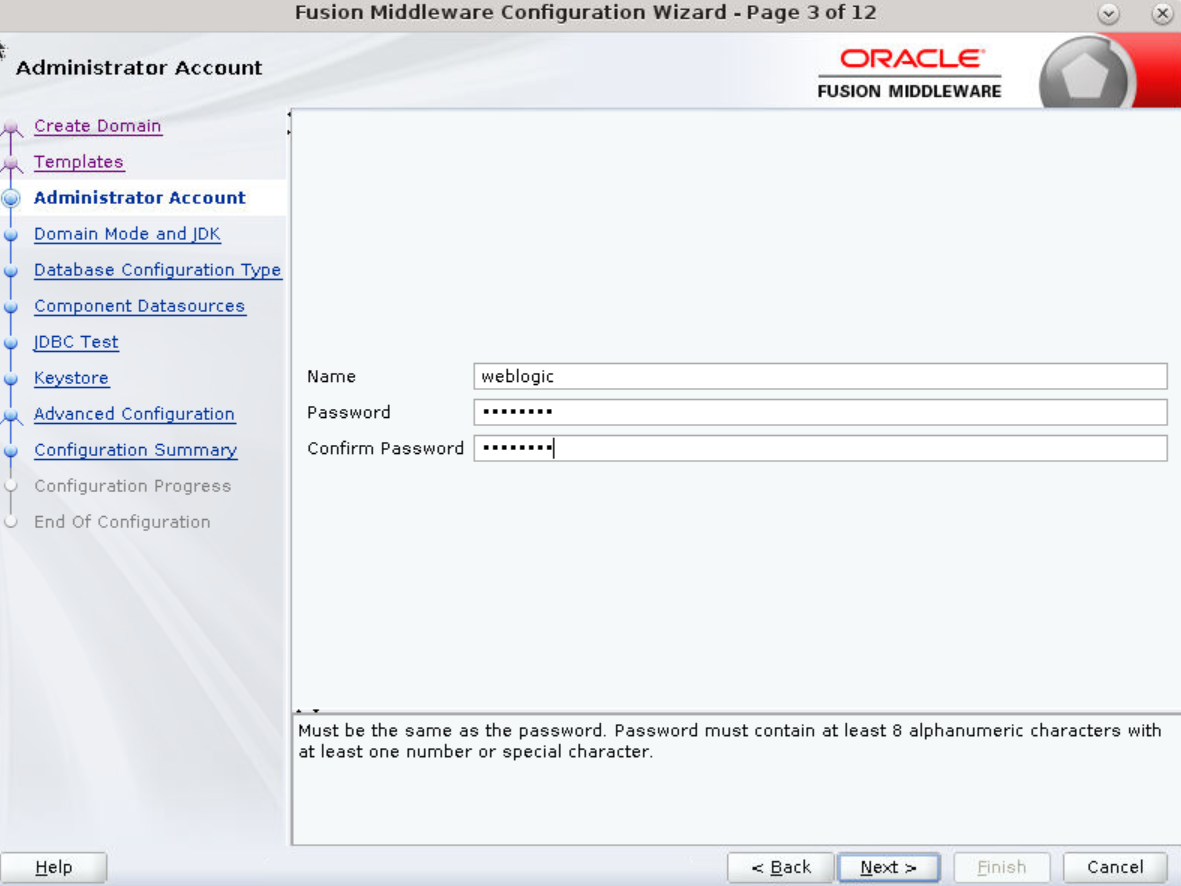 Fusion Middleware Configuration Wizard - Page 3 of 12
Administrator Account
ORACLE
FUSION MIDDLEWARE
Create Domain
Templates
Administrator Account
Domain Mode and JDK
Database Configuration Type
Component Datasources
JDBC Test
Keystore
Advanced Configuration
Configuration Summary
Configuration Progress
End Of Configuration
Name weblogic
Password ••••••••
Confirm Password ••••••••
Must be the same as the password. Password must contain at least 8 alphanumeric characters with
at least one number or special character.
Help < Back Next > Finish Cancel